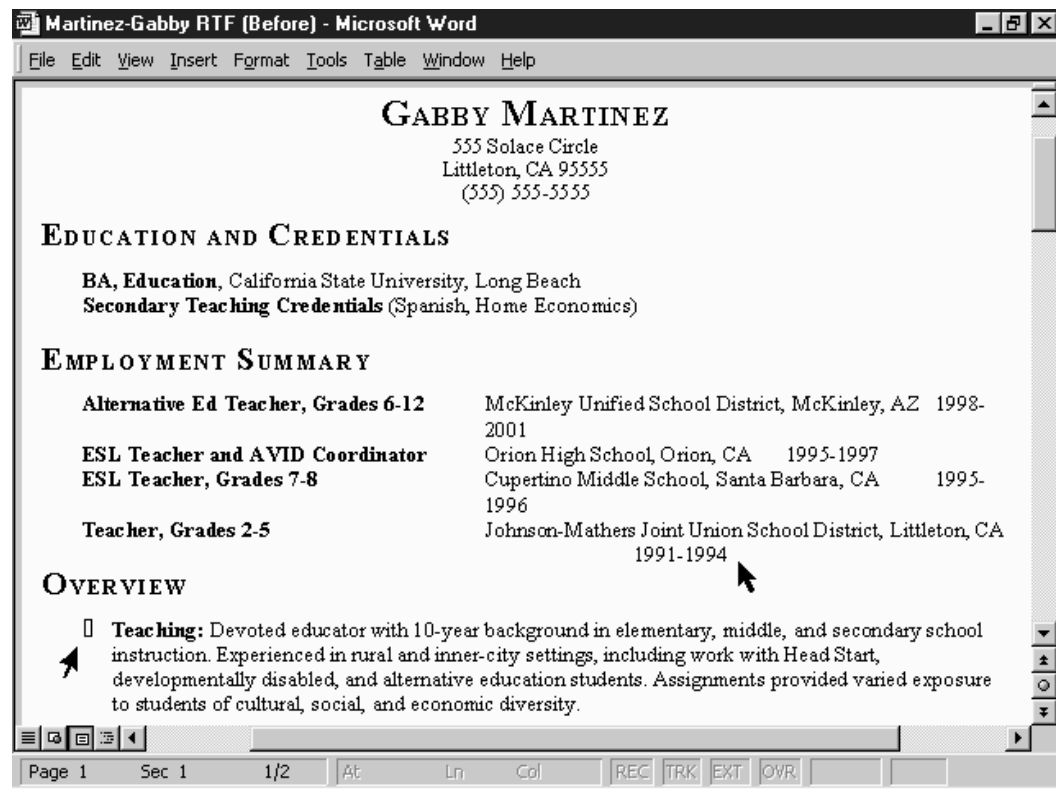 Martinez-Gabby RTF (Before) - Microsoft Word
File Edit View Insert Format Tools Table Window Help
GABBY MARTINEZ
555 Solace Circle
Littleton, CA 95555
(555) 555-5555
EDUCATION AND CREDENTIALS
BA, Education, California State University, Long Beach
Secondary Teaching Credentials (Spanish, Home Economics)
EMPLOYMENT SUMMARY
Alternative Ed Teacher, Grades 6-12 McKinley Unified School District, McKinley, AZ 1998-
2001
ESL Teacher and AVID Coordinator Orion High School, Orion, CA 1995-1997
ESL Teacher, Grades 7-8 Cupertino Middle School, Santa Barbara, CA 1995-
1996
Teacher, Grades 2-5 Johnson-Mathers Joint Union School District, Littleton, CA
1991-1994
OVERVIEW
Teaching: Devoted educator with 10-year background in elementary, middle, and secondary school
instruction. Experienced in rural and inner-city settings, including work with Head Start,
developmentally disabled, and alternative education students. Assignments provided varied exposure
to students of cultural, social, and economic diversity.
Page 1 Sec 1 1/2 At Ln Col REC TRK EXT OVR